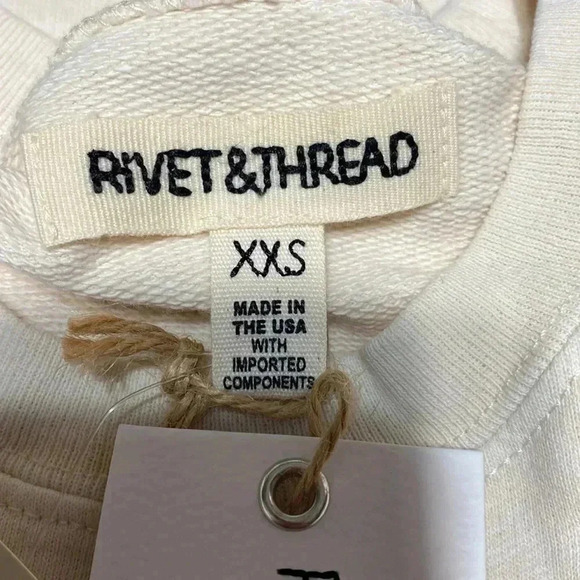 RIVET & THREAD
XXS
MADE IN
THE USA
WITH
IMPORTED
COMPONENTS